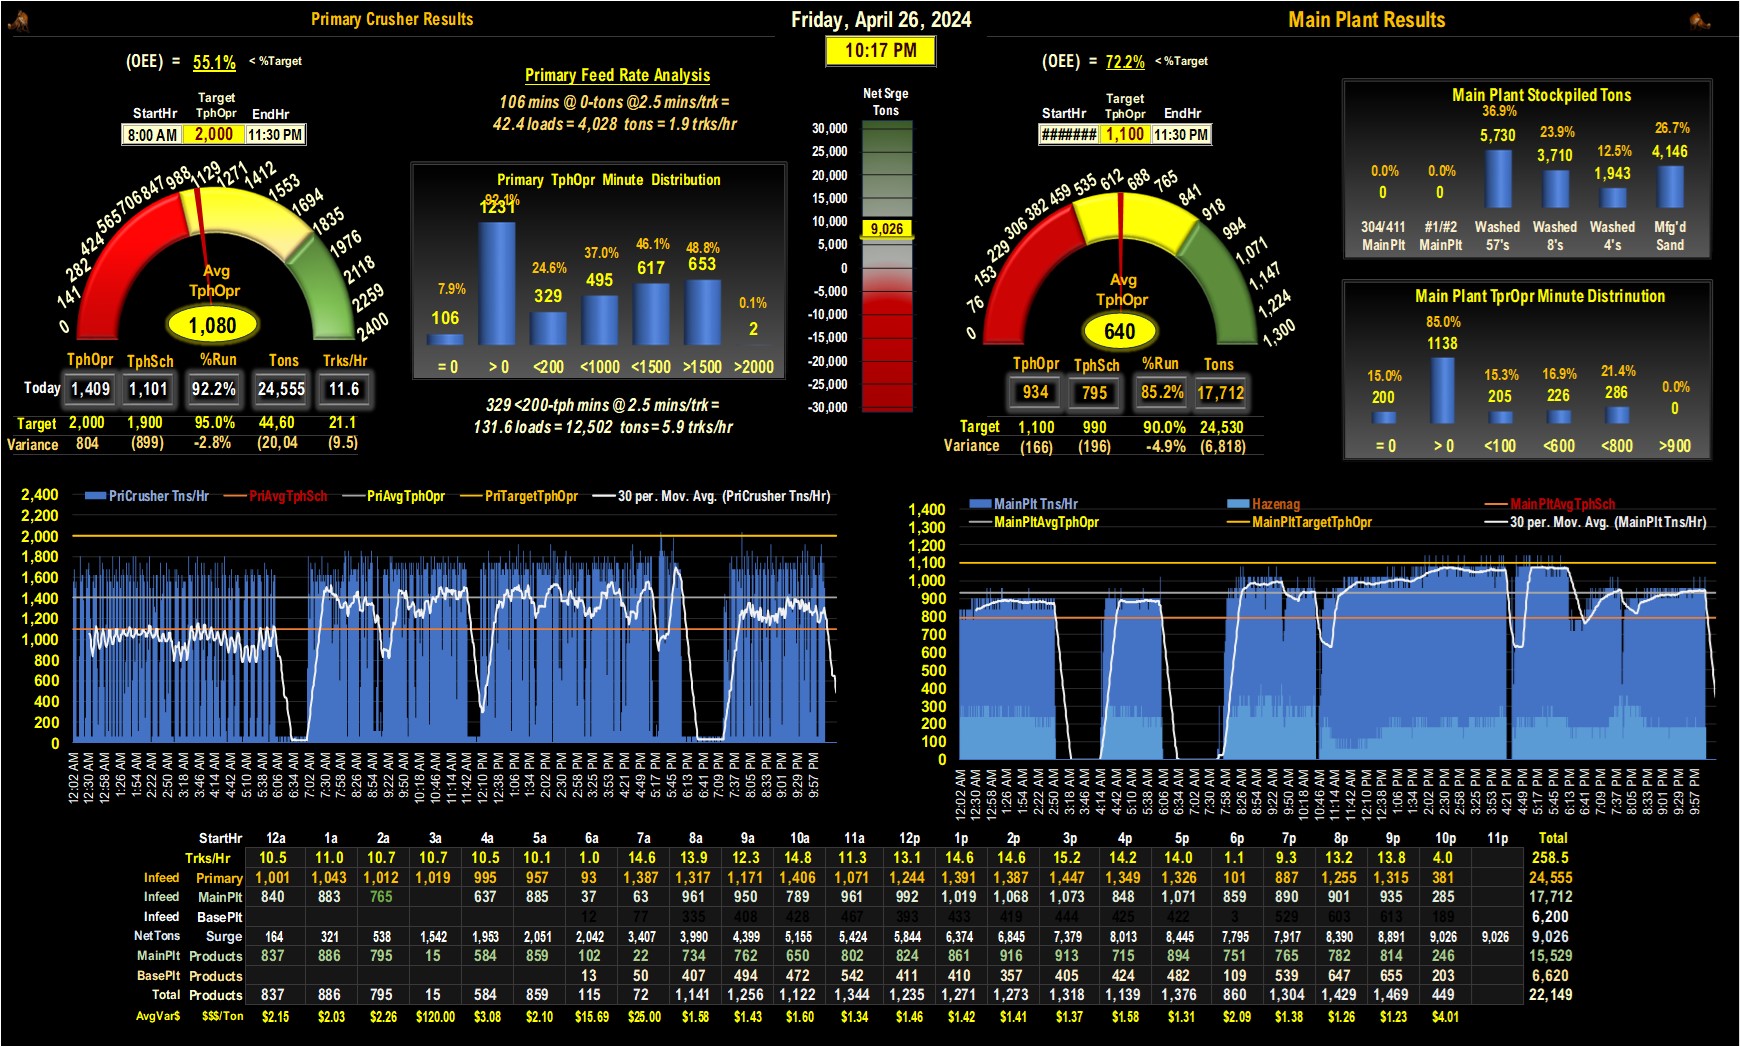 Primary Crusher Results
Friday, April 26, 2024
Main Plant Results
10:17 PM
(OEE) = 55.1% < %Target
StartHr Target TphOpr EndHr
8:00 AM 2,000 11:30 PM
0 141 282 424 565 706 847 988 1129 1271 1412 1553 1694 1835 1976 2118 2259 2400
Avg
TphOpr
1,080
TphOpr TphSch %Run Tons Trks/Hr
Today 1,409 1,101 92.2% 24,555 11.6
Target 2,000 1,900 95.0% 44,60 21.1
Variance 804 (899) -2.8% (20,04 (9.5)
Primary Feed Rate Analysis
106 mins @ 0-tons @2.5 mins/trk =
42.4 loads = 4,028 tons = 1.9 trks/hr
Primary TphOpr Minute Distribution
7.9% 92.1% 24.6% 37.0% 46.1% 48.8% 0.1%
106 1231 329 495 617 653 2
= 0 > 0 <200 <1000 <1500 >1500 >2000
329 <200-tph mins @ 2.5 mins/trk =
131.6 loads = 12,502 tons = 5.9 trks/hr
Net Srge
Tons
30,000
25,000
20,000
15,000
10,000
9,026
5,000
0
-5,000
-10,000
-15,000
-20,000
-25,000
-30,000
(OEE) = 72.2% < %Target
StartHr Target TphOpr EndHr
####### 1,100 11:30 PM
0 76 153 229 306 382 459 535 612 688 765 841 918 994 1,071 1,147 1,224 1,300
Avg
TphOpr
640
TphOpr TphSch %Run Tons
934 795 85.2% 17,712
Target 1,100 990 90.0% 24,530
Variance (166) (196) -4.9% (6,818)
Main Plant Stockpiled Tons
0.0% 0.0% 36.9% 23.9% 12.5% 26.7%
0 0 5,730 3,710 1,943 4,146
304/411 #1/#2 Washed Washed Washed Mfg'd
MainPlt MainPlt 57's 8's 4's Sand
Main Plant TprOpr Minute Distrinution
15.0% 85.0% 15.3% 16.9% 21.4% 0.0%
200 1138 205 226 286 0
= 0 > 0 <100 <600 <800 >900
PriCrusher Tns/Hr PriAvgTphSch PriAvgTphOpr PriTargetTphOpr 30 per. Mov. Avg. (PriCrusher Tns/Hr)
2,400
2,200
2,000
1,800
1,600
1,400
1,200
1,000
800
600
400
200
0
12:02 AM 12:30 AM 12:58 AM 1:26 AM 1:54 AM 2:22 AM 2:50 AM 3:18 AM 3:46 AM 4:14 AM 4:42 AM 5:10 AM 5:38 AM 6:06 AM 6:34 AM 7:02 AM 7:30 AM 7:58 AM 8:26 AM 8:54 AM 9:22 AM 9:50 AM 10:18 AM 10:46 AM 11:14 AM 11:42 AM 12:10 PM 12:38 PM 1:06 PM 1:34 PM 2:02 PM 2:30 PM 2:58 PM 3:25 PM 3:53 PM 4:21 PM 4:49 PM 5:17 PM 5:45 PM 6:13 PM 6:41 PM 7:09 PM 7:37 PM 8:05 PM 8:33 PM 9:01 PM 9:29 PM 9:57 PM
MainPlt Tns/Hr Hazenag MainPltAvgTphSch
MainPltAvgTphOpr MainPltTargetTphOpr 30 per. Mov. Avg. (MainPlt Tns/Hr)
1,400
1,300
1,200
1,100
1,000
900
800
700
600
500
400
300
200
100
0
12:02 AM 12:30 AM 12:58 AM 1:26 AM 1:54 AM 2:22 AM 2:50 AM 3:18 AM 3:46 AM 4:14 AM 4:42 AM 5:10 AM 5:38 AM 6:06 AM 6:34 AM 7:02 AM 7:30 AM 7:58 AM 8:26 AM 8:54 AM 9:22 AM 9:50 AM 10:18 AM 10:46 AM 11:14 AM 11:42 AM 12:10 PM 12:38 PM 1:06 PM 1:34 PM 2:02 PM 2:30 PM 2:58 PM 3:25 PM 3:53 PM 4:21 PM 4:49 PM 5:17 PM 5:45 PM 6:13 PM 6:41 PM 7:09 PM 7:37 PM 8:05 PM 8:33 PM 9:01 PM 9:29 PM 9:57 PM
StartHr 12a 1a 2a 3a 4a 5a 6a 7a 8a 9a 10a 11a 12p 1p 2p 3p 4p 5p 6p 7p 8p 9p 10p 11p Total
Trks/Hr 10.5 11.0 10.7 10.7 10.5 10.1 1.0 14.6 13.9 12.3 14.8 11.3 13.1 14.6 14.6 15.2 14.2 14.0 1.1 9.3 13.2 13.8 4.0 258.5
Infeed Primary 1,001 1,043 1,012 1,019 995 957 93 1,387 1,317 1,171 1,406 1,071 1,244 1,391 1,387 1,447 1,349 1,326 101 887 1,255 1,315 381 24,555
Infeed MainPlt 840 883 765 637 885 37 63 961 950 789 961 992 1,019 1,068 1,073 848 1,071 859 890 901 935 285 17,712
Infeed BasePlt 12 77 335 408 428 467 393 433 419 444 425 422 3 529 603 613 189 6,200
NetTons Surge 164 321 538 1,542 1,953 2,051 2,042 3,407 3,990 4,399 5,155 5,424 5,844 6,374 6,845 7,379 8,013 8,445 7,795 7,917 8,390 8,891 9,026 9,026 9,026
MainPlt Products 837 886 795 15 584 859 102 22 734 762 650 802 824 861 916 913 715 894 751 765 782 814 246 15,529
BasePlt Products 13 50 407 494 472 542 411 410 357 405 424 482 109 539 647 655 203 6,620
Total Products 837 886 795 15 584 859 115 72 1,141 1,256 1,122 1,344 1,235 1,271 1,273 1,318 1,139 1,376 860 1,304 1,429 1,469 449 22,149
AvgVar$ $$$/Ton $2.15 $2.03 $2.26 $120.00 $3.08 $2.10 $15.69 $25.00 $1.58 $1.43 $1.60 $1.34 $1.46 $1.42 $1.41 $1.37 $1.58 $1.31 $2.09 $1.38 $1.26 $1.23 $4.01